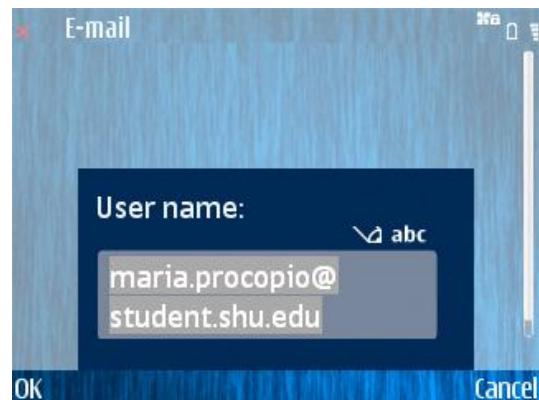 E-mail
User name:
abc
maria.procopio@
student.shu.edu
OK Cancel